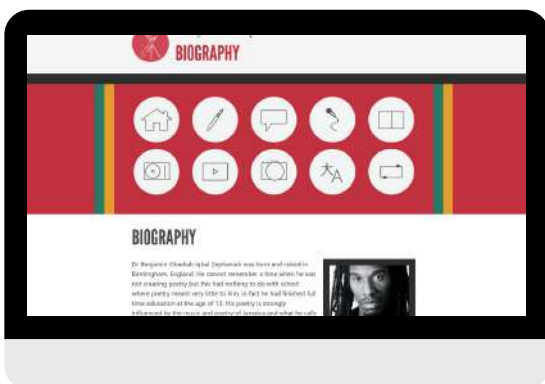 BIOGRAPHY
大A
BIOGRAPHY
Dr Benjamin Obadiah Iqbal Zephaniah was born and raised in
Birmingham, England. He cannot remember a time when he was
not creating poetry but this had nothing to do with school
where poetry meant very little to him, in fact he had finished full
time education at the age of 13. His poetry is strongly
influenced by the music and poetry of Jamaica and what he calls